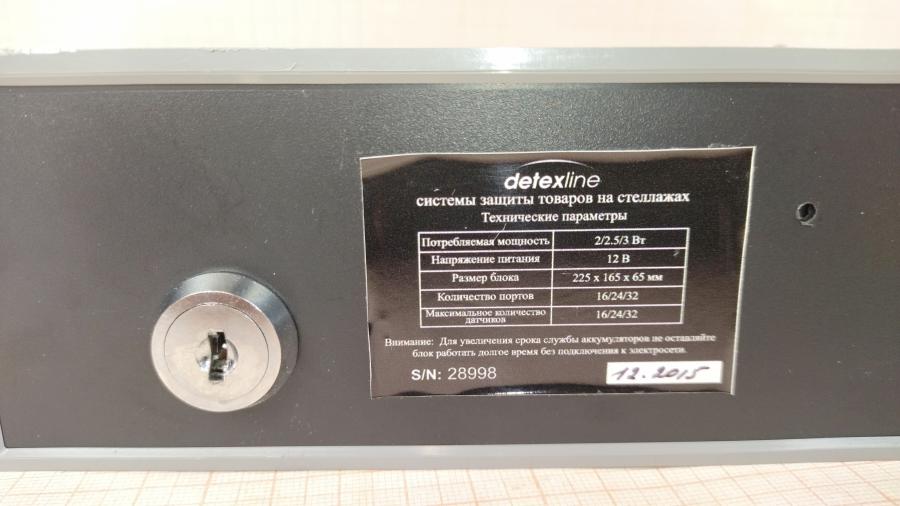 detexline
системы защиты товаров на стеллажах
Технические параметры
Потребляемая мощность 2/2.5/3 Вт
Напряжение питания 12 В
Размер блока 225 x 165 x 65 мм
Количество портов 16/24/32
Максимальное количество датчиков 16/24/32
Внимание: Для увеличения срока службы аккумуляторов не оставляйте
блок работать долгое время без подключения к электросети.
S/N: 28998 12.2015